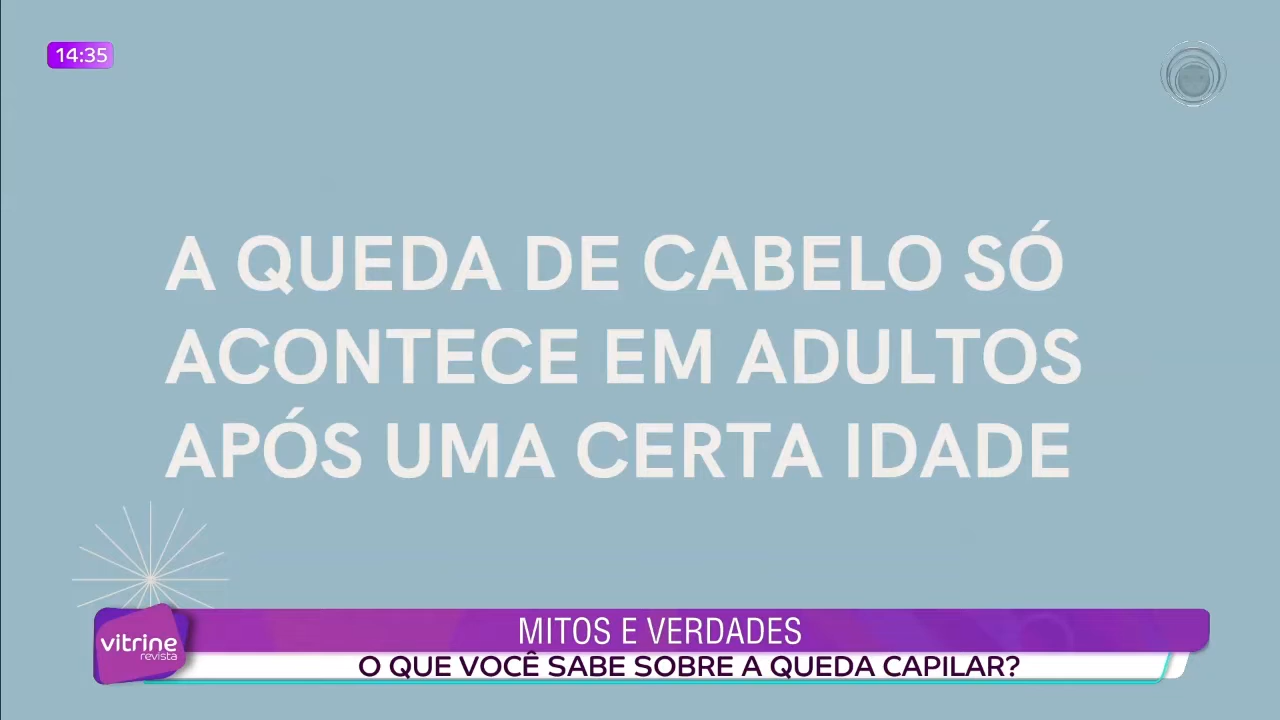 14:35
A QUEDA DE CABELO SÓ
ACONTECE EM ADULTOS
APÓS UMA CERTA IDADE
MITOS E VERDADES
vitrine
revista
O QUE VOCÊ SABE SOBRE A QUEDA CAPILAR?